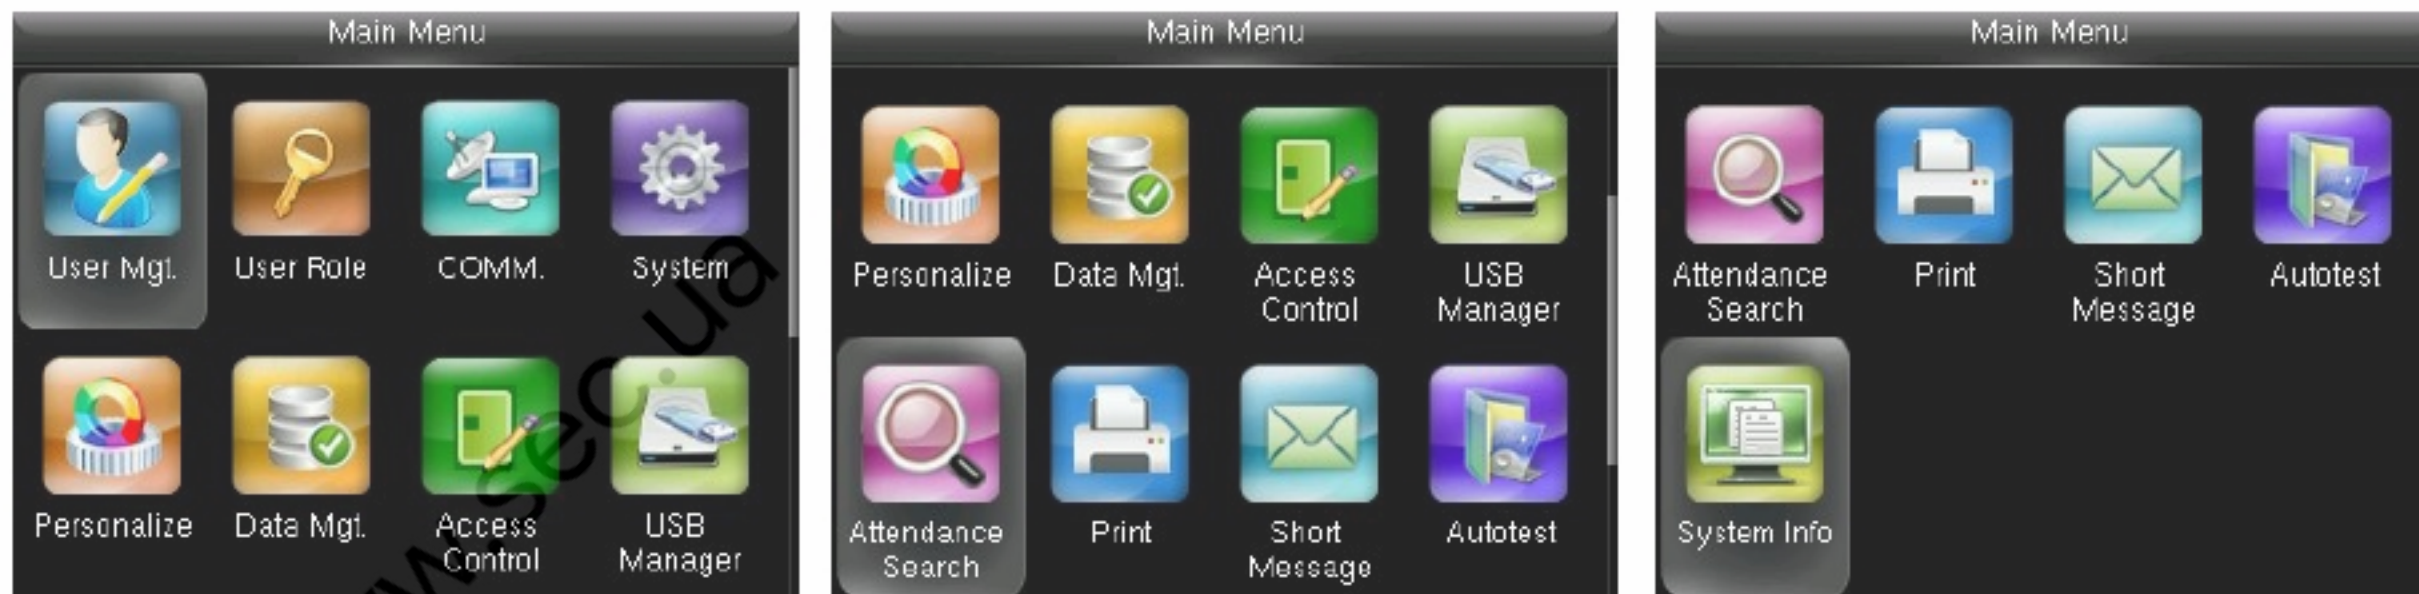 Main Menu
User Mgt.
User Role
COMM.
System
Personalize
Data Mgt.
Access
Control
USB
Manager
Main Menu
Personalize
Data Mgt.
Access
Control
USB
Manager
Attendance
Search
Print
Short
Message
Autotest
Main Menu
Attendance
Search
Print
Short
Message
Autotest
System Info
w.sec.ua